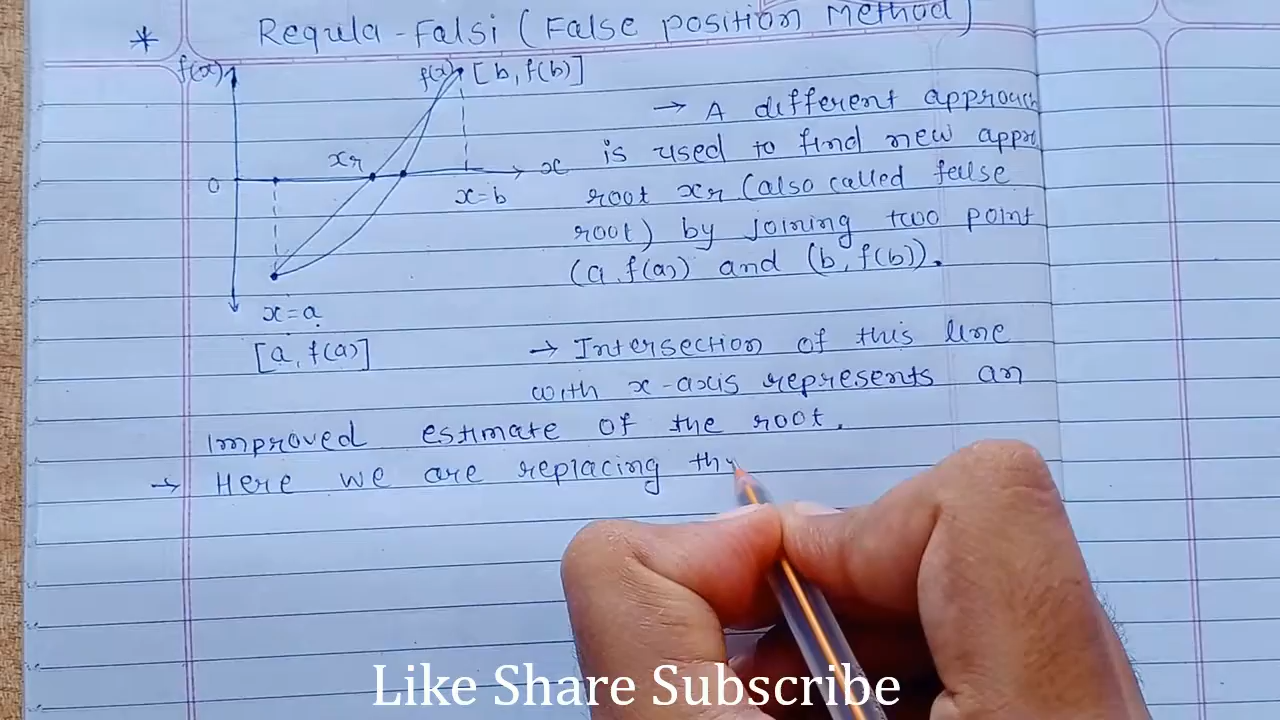 * Regula-Falsi (False position Method)
f(x)
f(x) [b, f(b)]
→ A different approach
xr
x
is used to find new appro
0
x=b
root xr (also called false
root) by joining two point
(a, f(a)) and (b, f(b)).
x=a
[a, f(a)]
→ Intersection of this line
with x-axis represents an
improved estimate of the root.
→ Here we are replacing the
Like Share Subscribe